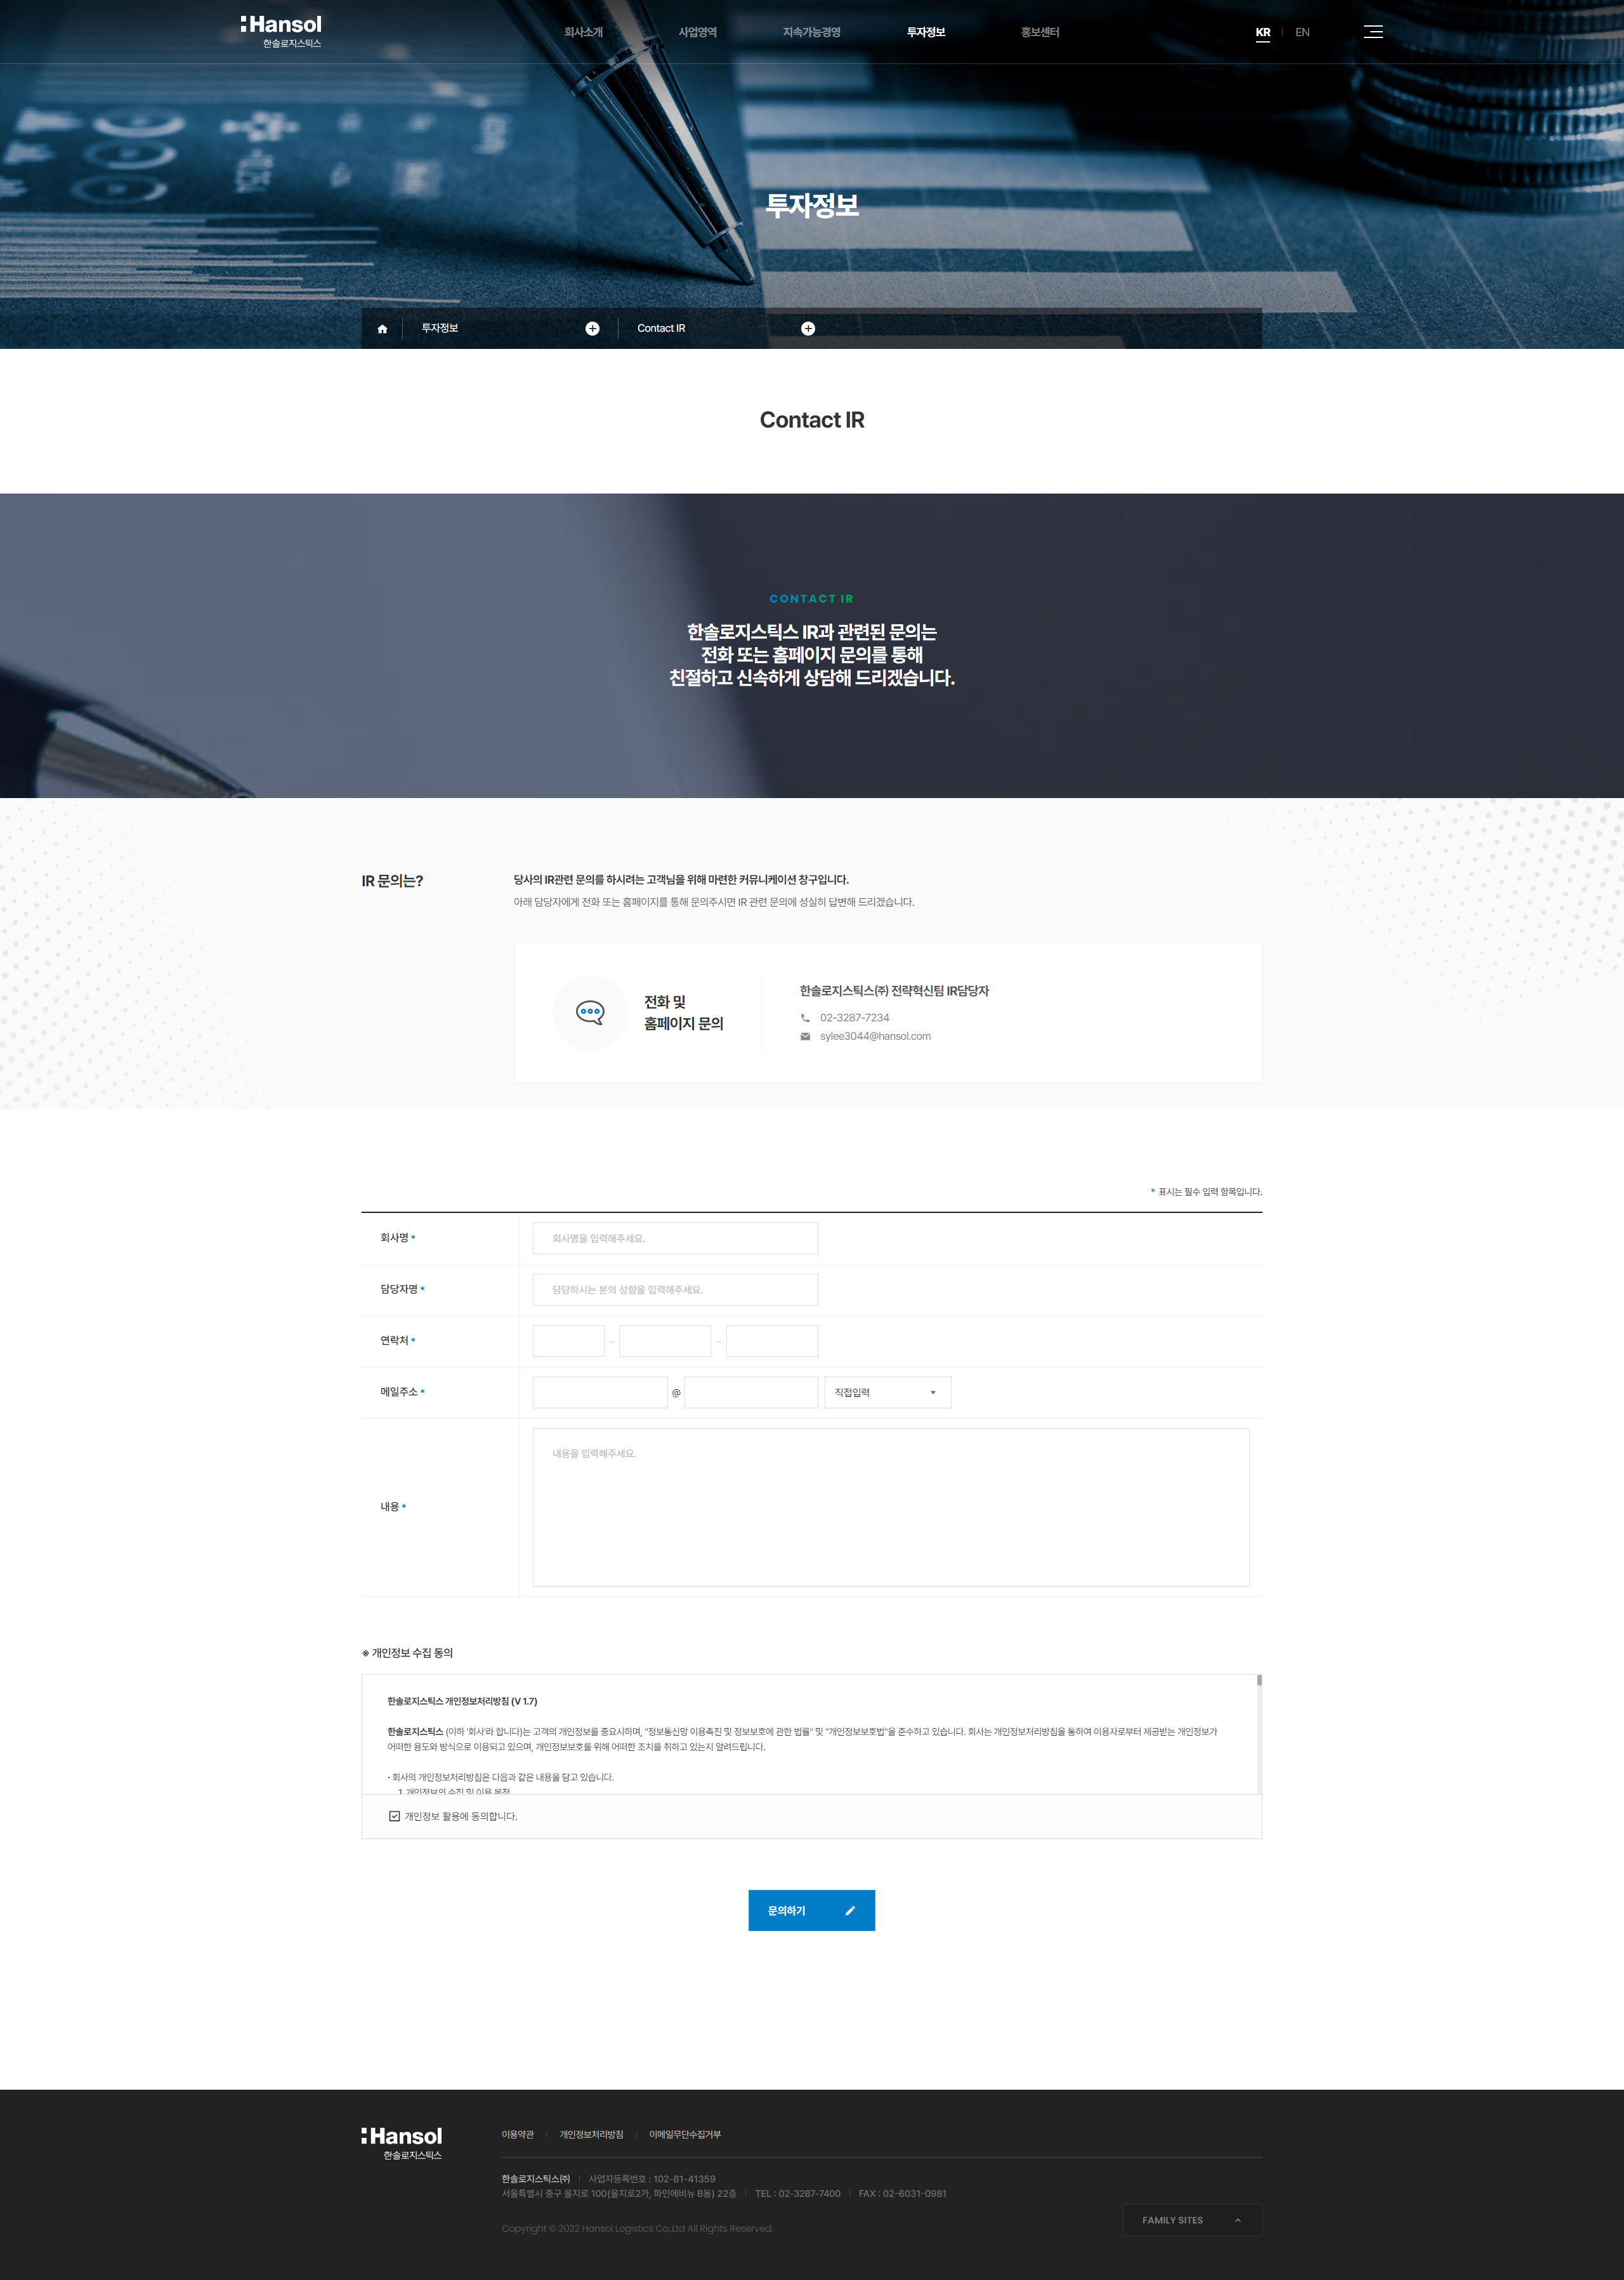 Hansol
한솔로지스틱스
회사소개
사업영역
지속가능경영
투자정보
홍보센터
KR
EN
투자정보
투자정보
Contact IR
Contact IR
CONTACT IR
한솔로지스틱스 IR과 관련된 문의는
전화 또는 홈페이지 문의를 통해
친절하고 신속하게 상담해 드리겠습니다.
IR 문의는?
당사의 IR관련 문의를 하시려는 고객님을 위해 마련한 커뮤니케이션 창구입니다.
아래 담당자에게 전화 또는 홈페이지를 통해 문의주시면 IR 관련 문의에 성실히 답변해 드리겠습니다.
전화 및
홈페이지 문의
한솔로지스틱스㈜ 전략혁신팀 IR담당자
02-3287-7234
sylee3044@hansol.com
* 표시는 필수 입력 항목입니다.
회사명 *
회사명을 입력해주세요.
담당자명 *
담당하시는 분의 성함을 입력해주세요.
연락처 *
–
–
메일주소 *
@
직접입력
내용 *
내용을 입력해주세요.
※ 개인정보 수집 동의
한솔로지스틱스 개인정보처리방침 (V 1.7)
한솔로지스틱스 (이하 '회사'라 합니다)는 고객의 개인정보를 중요시하며, "정보통신망 이용촉진 및 정보보호에 관한 법률" 및 "개인정보보호법"을 준수하고 있습니다. 회사는 개인정보처리방침을 통하여 이용자로부터 제공받는 개인정보가
어떠한 용도와 방식으로 이용되고 있으며, 개인정보보호를 위해 어떠한 조치를 취하고 있는지 알려드립니다.
· 회사의 개인정보처리방침은 다음과 같은 내용을 담고 있습니다.
1. 개인정보의 수집 및 이용 목적
개인정보 활용에 동의합니다.
문의하기
Hansol
한솔로지스틱스
이용약관
개인정보처리방침
이메일무단수집거부
한솔로지스틱스㈜ | 사업자등록번호 : 102-81-41359
서울특별시 중구 을지로 100(을지로2가, 파인에비뉴 B동) 22층 | TEL : 02-3287-7400 | FAX : 02-6031-0981
Copyright © 2022 Hansol Logistics Co,.Ltd All Rights Reserved.
FAMILY SITES